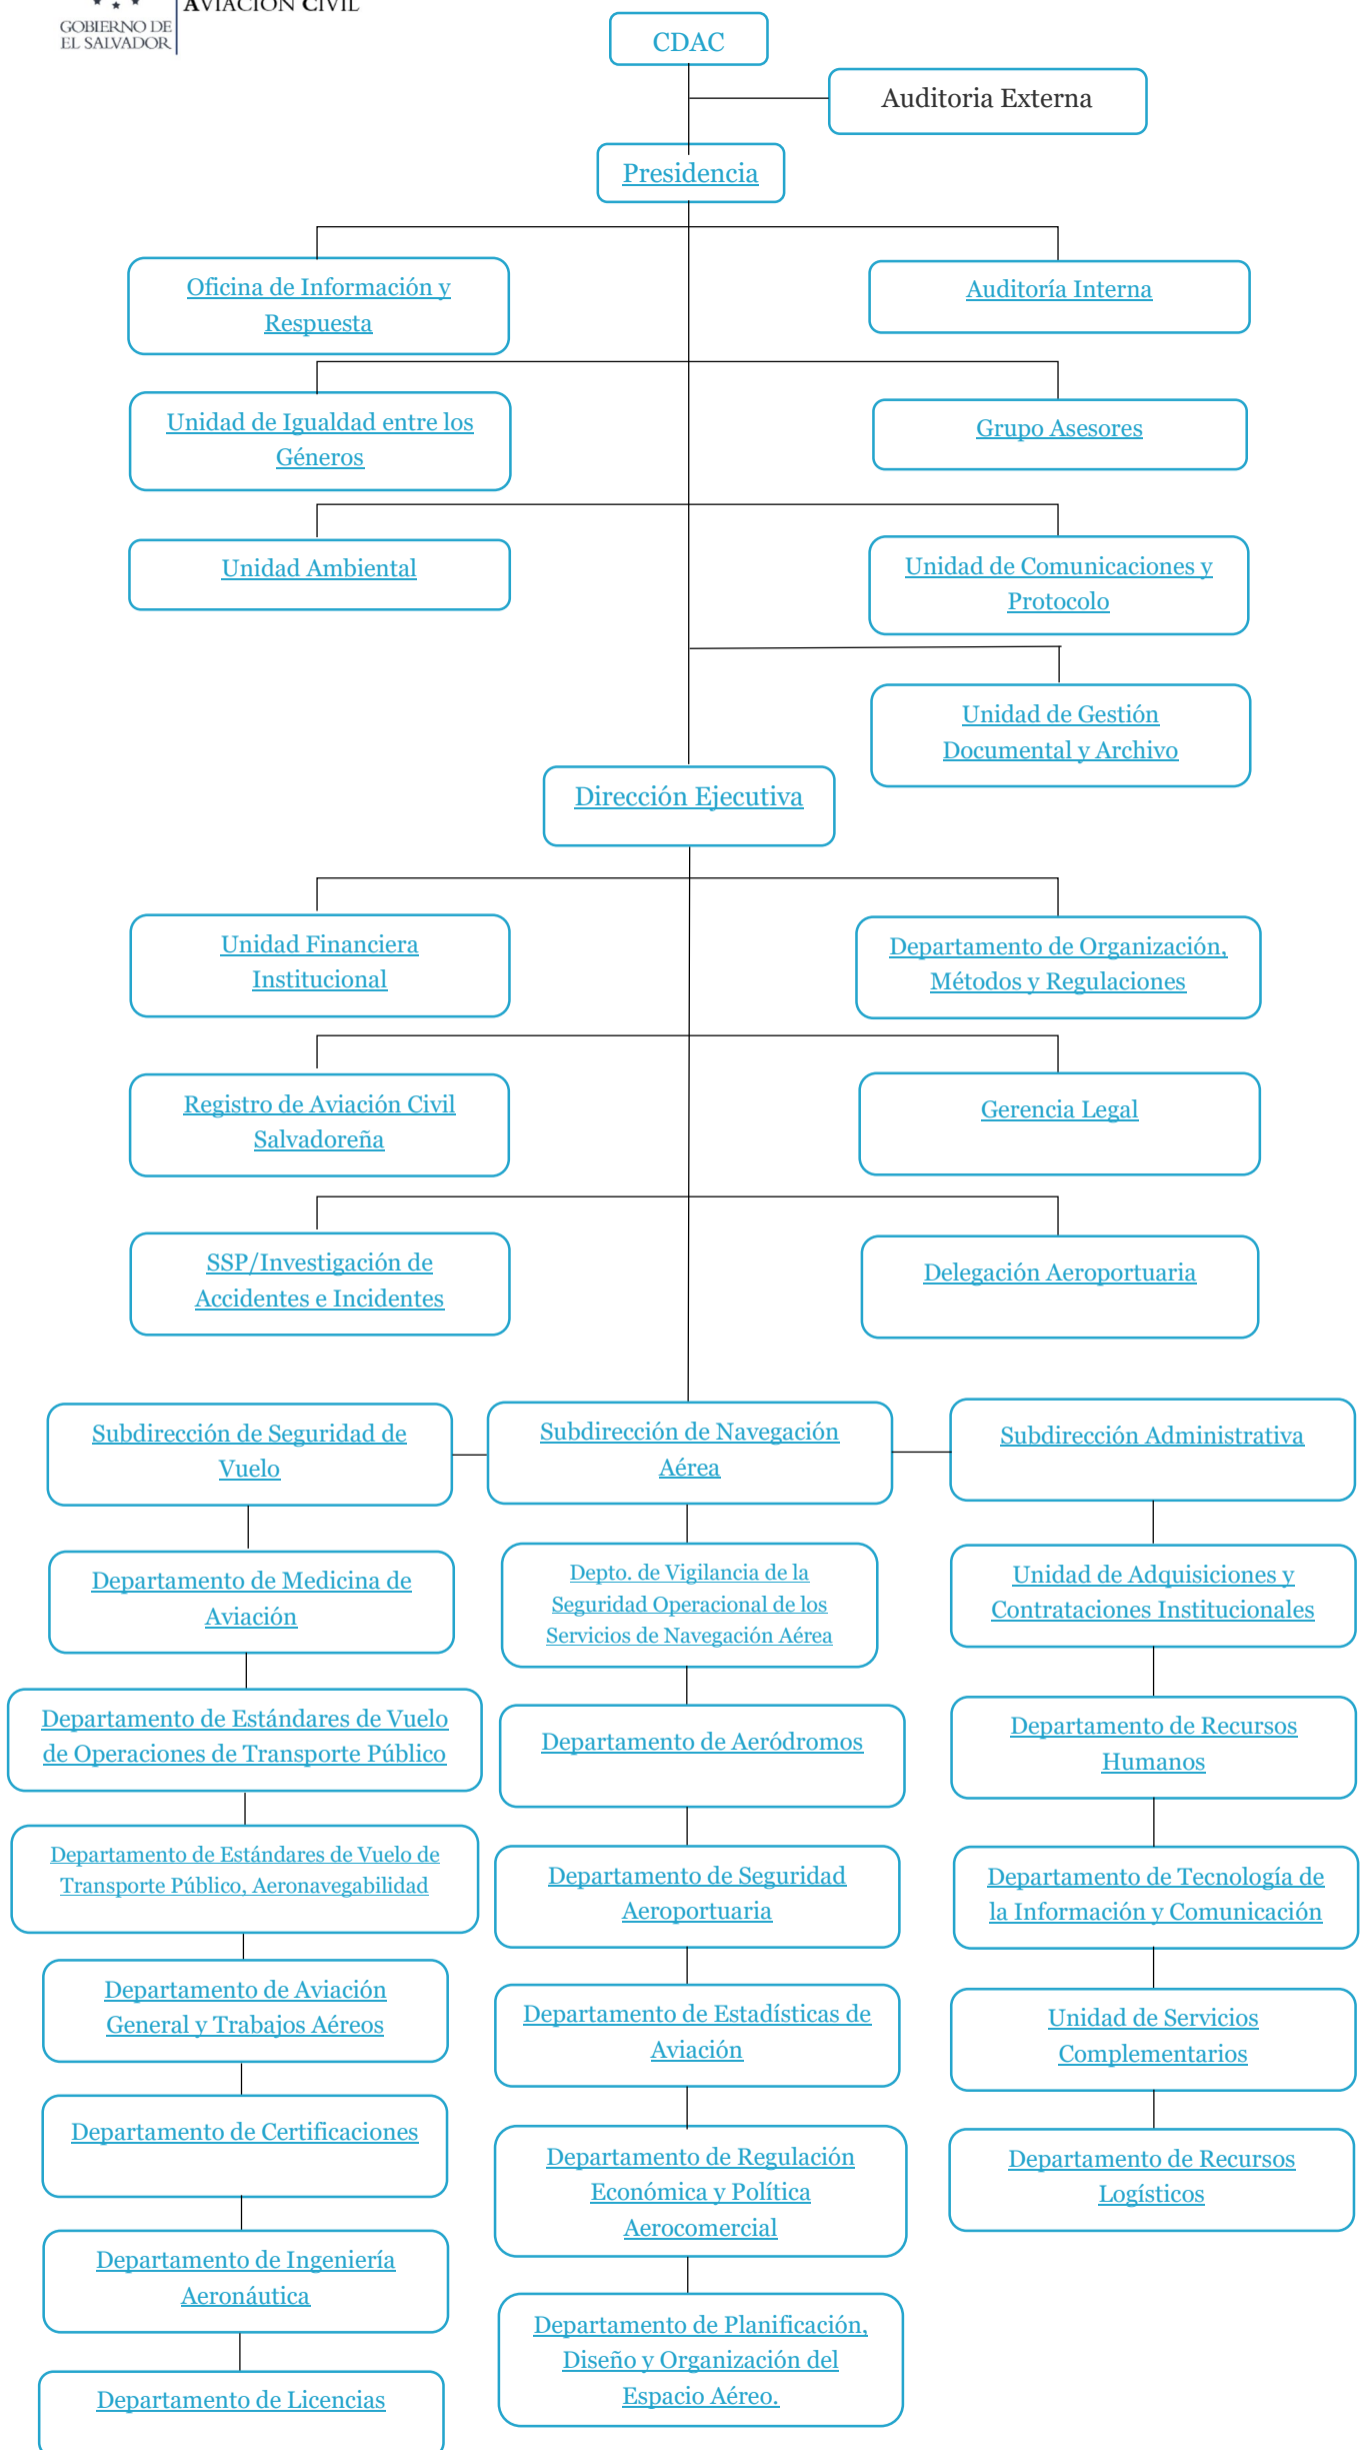 AVIACIÓN CIVIL
GOBIERNO DE
EL SALVADOR
CDAC
Auditoria Externa
Presidencia
Oficina de Información y
Respuesta
Auditoría Interna
Unidad de Igualdad entre los
Géneros
Grupo Asesores
Unidad Ambiental
Unidad de Comunicaciones y
Protocolo
Unidad de Gestión
Documental y Archivo
Dirección Ejecutiva
Unidad Financiera
Institucional
Departamento de Organización,
Métodos y Regulaciones
Registro de Aviación Civil
Salvadoreña
Gerencia Legal
SSP/Investigación de
Accidentes e Incidentes
Delegación Aeroportuaria
Subdirección de Seguridad de
Vuelo
Subdirección de Navegación
Aérea
Subdirección Administrativa
Departamento de Medicina de
Aviación
Depto. de Vigilancia de la
Seguridad Operacional de los
Servicios de Navegación Aérea
Unidad de Adquisiciones y
Contrataciones Institucionales
Departamento de Estándares de Vuelo
de Operaciones de Transporte Público
Departamento de Aeródromos
Departamento de Recursos
Humanos
Departamento de Estándares de Vuelo de
Transporte Público, Aeronavegabilidad
Departamento de Seguridad
Aeroportuaria
Departamento de Tecnología de
la Información y Comunicación
Departamento de Aviación
General y Trabajos Aéreos
Departamento de Estadísticas de
Aviación
Unidad de Servicios
Complementarios
Departamento de Certificaciones
Departamento de Regulación
Económica y Política
Aerocomercial
Departamento de Recursos
Logísticos
Departamento de Ingeniería
Aeronáutica
Departamento de Planificación,
Diseño y Organización del
Espacio Aéreo.
Departamento de Licencias